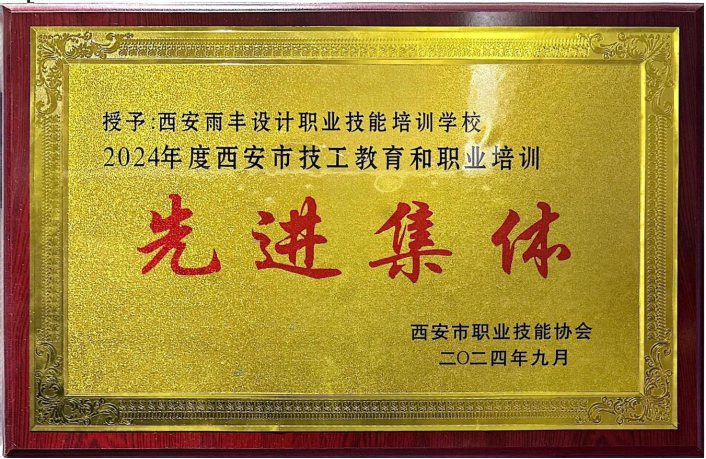 授予:西安雨丰设计职业技能培训学校
2024年度西安市技工教育和职业培训
先进集体
西安市职业技能协会
二〇二四年九月